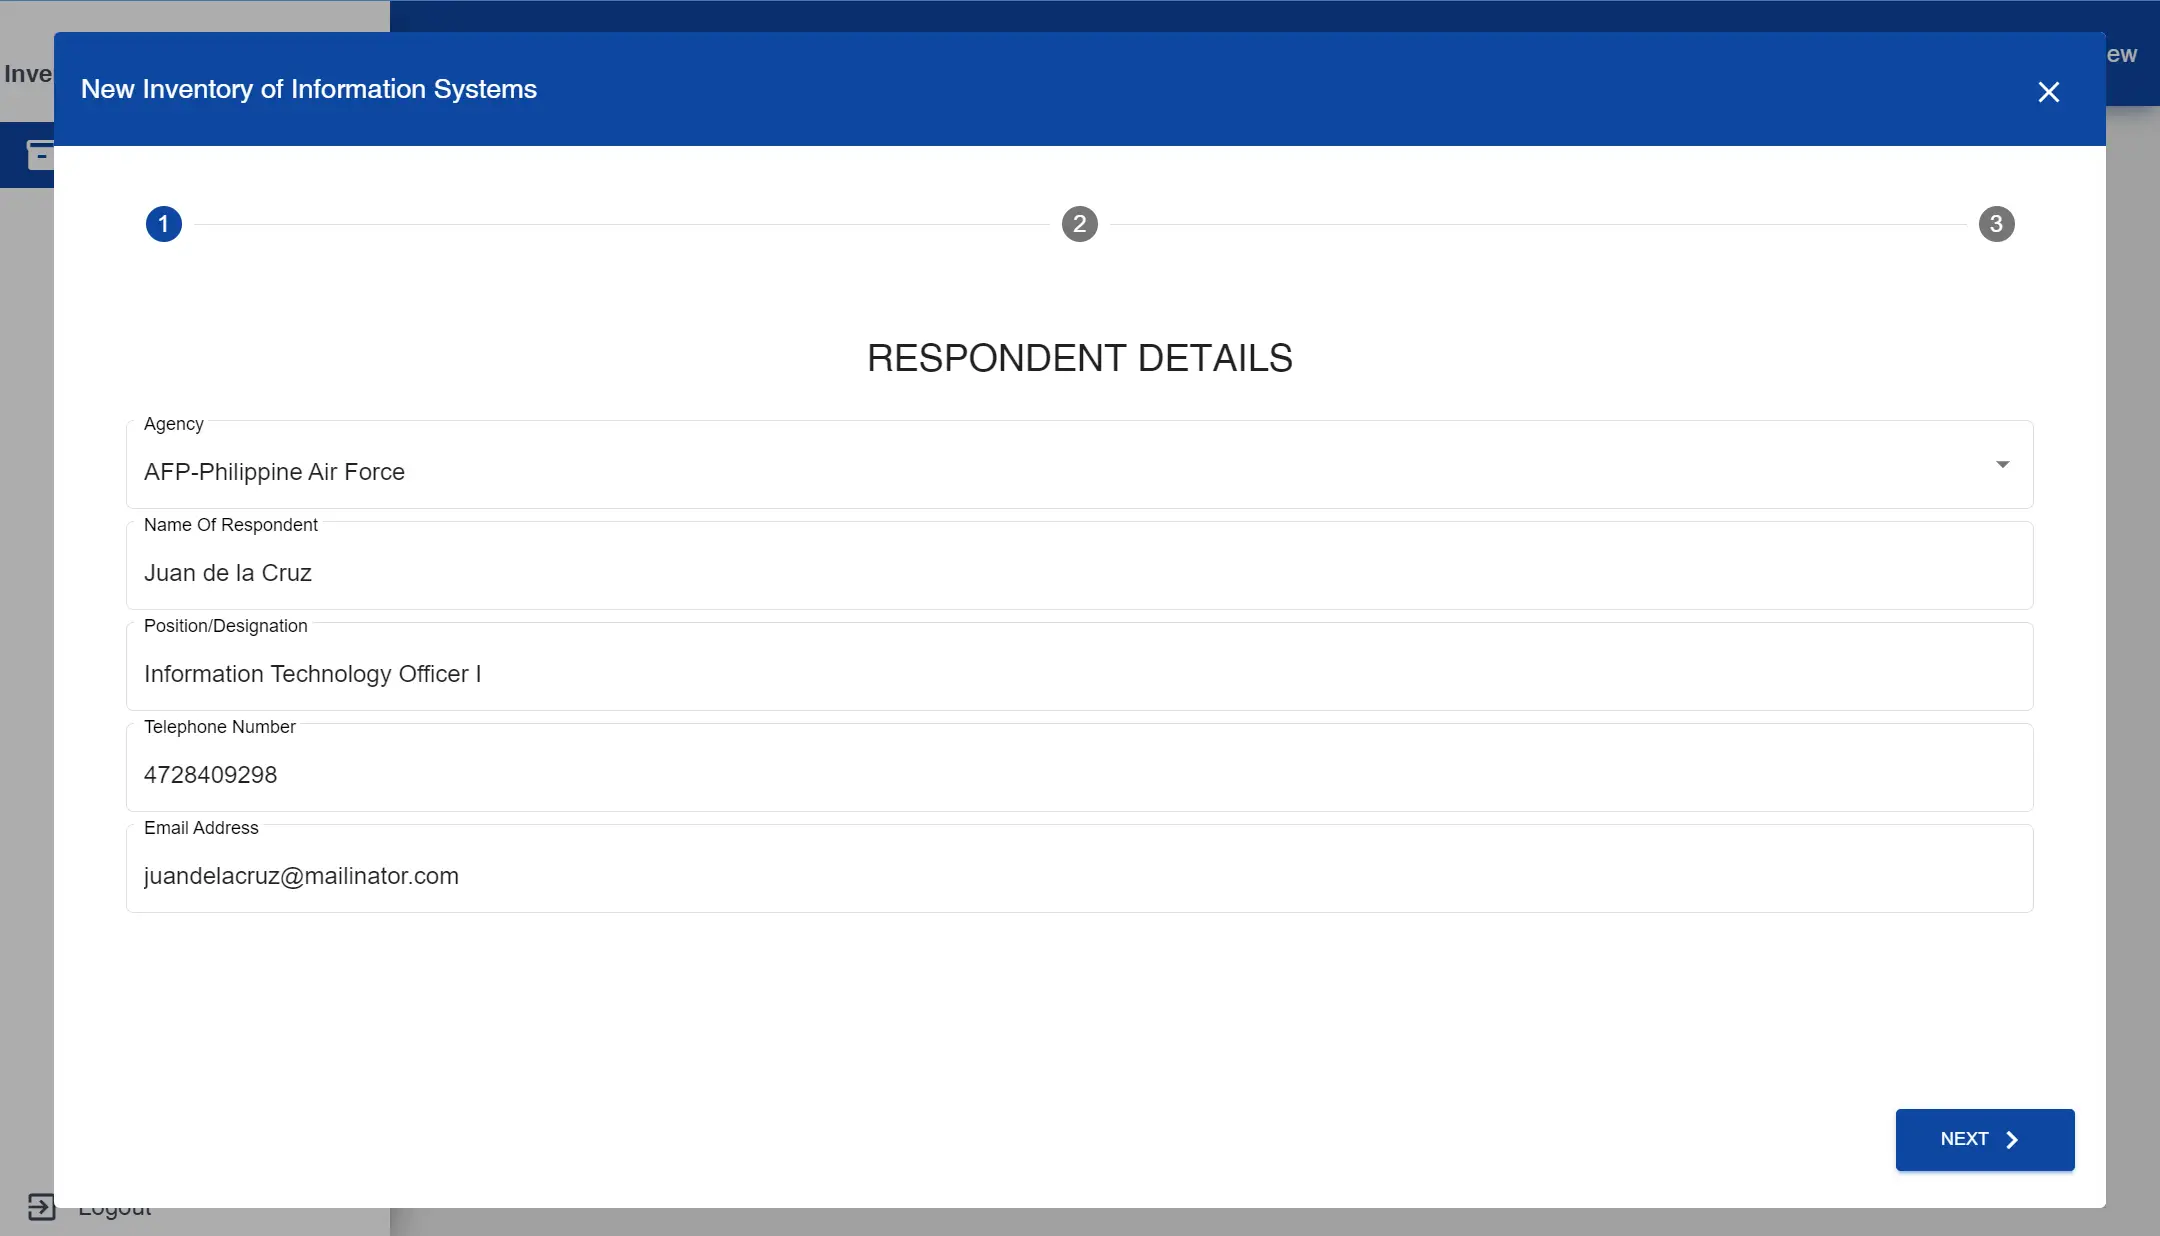 Inve
ew
New Inventory of Information Systems
1
2
3
RESPONDENT DETAILS
Agency
AFP-Philippine Air Force
Name Of Respondent
Juan de la Cruz
Position/Designation
Information Technology Officer I
Telephone Number
4728409298
Email Address
juandelacruz@mailinator.com
NEXT
Logout